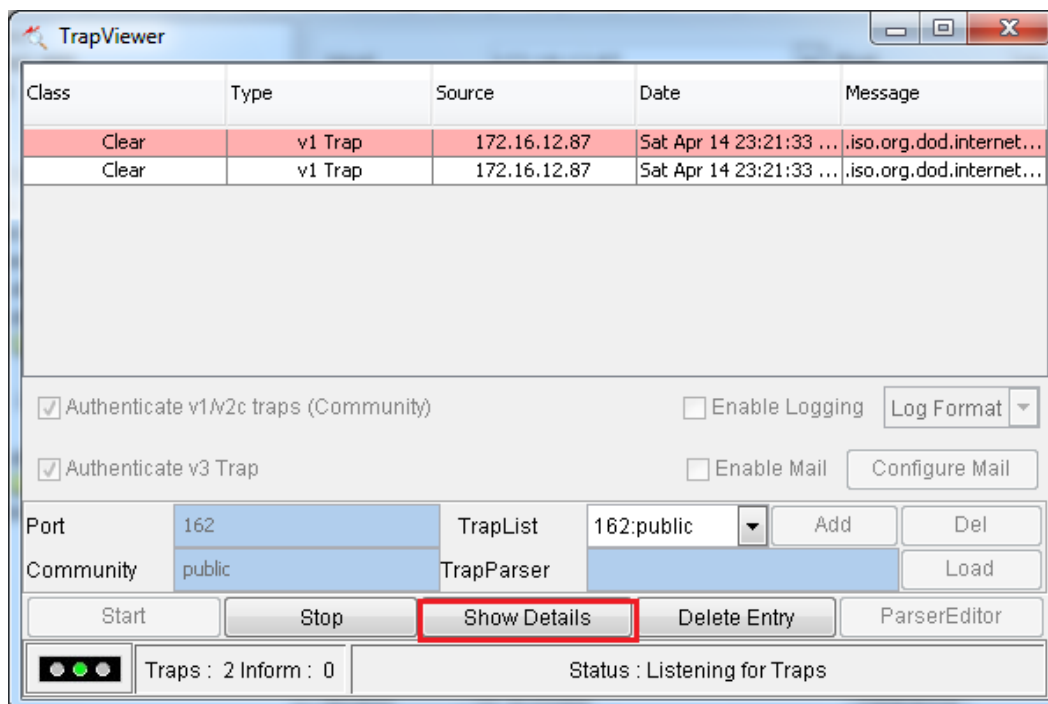 TrapViewer
Class Type Source Date Message
Clear v1 Trap 172.16.12.87 Sat Apr 14 23:21:33 ... .iso.org.dod.internet...
Clear v1 Trap 172.16.12.87 Sat Apr 14 23:21:33 ... .iso.org.dod.internet...
Authenticate v1/v2c traps (Community) Enable Logging Log Format
Authenticate v3 Trap Enable Mail Configure Mail
Port 162 TrapList 162:public Add Del
Community public TrapParser Load
Start Stop Show Details Delete Entry ParserEditor
Traps : 2 Inform : 0 Status : Listening for Traps